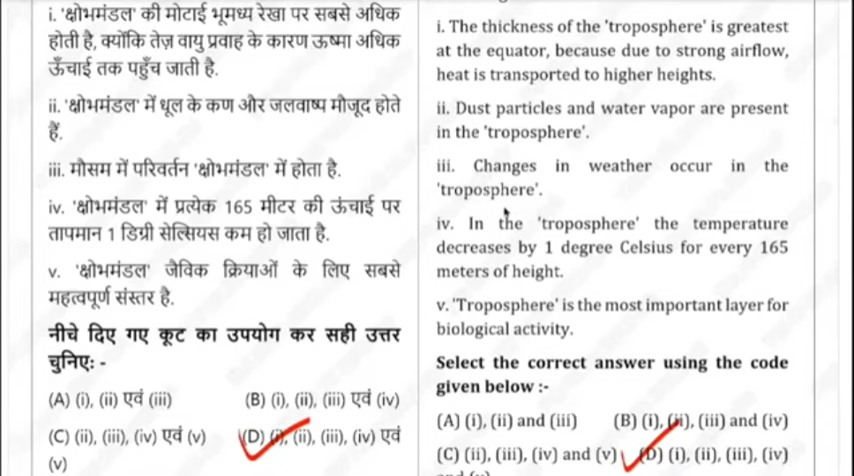 i. 'क्षोभमंडल' की मोटाई भूमध्य रेखा पर सबसे अधिक
होती है, क्योंकि तेज़ वायु प्रवाह के कारण ऊष्मा अधिक
ऊँचाई तक पहुँच जाती है.
ii. 'क्षोभमंडल' में धूल के कण और जलवाष्प मौजूद होते
हैं.
iii. मौसम में परिवर्तन 'क्षोभमंडल' में होता है.
iv. 'क्षोभमंडल' में प्रत्येक 165 मीटर की ऊंचाई पर
तापमान 1 डिग्री सेल्सियस कम हो जाता है.
v. 'क्षोभमंडल' जैविक क्रियाओं के लिए सबसे
महत्वपूर्ण संस्तर है.
नीचे दिए गए कूट का उपयोग कर सही उत्तर
चुनिए: -
(A) (i), (ii) एवं (iii) (B) (i), (ii), (iii) एवं (iv)
(C) (ii), (iii), (iv) एवं (v) (D) (i), (ii), (iii), (iv) एवं
(v)
i. The thickness of the 'troposphere' is greatest
at the equator, because due to strong airflow,
heat is transported to higher heights.
ii. Dust particles and water vapor are present
in the 'troposphere'.
iii. Changes in weather occur in the
'troposphere'.
iv. In the 'troposphere' the temperature
decreases by 1 degree Celsius for every 165
meters of height.
v. 'Troposphere' is the most important layer for
biological activity.
Select the correct answer using the code
given below :-
(A) (i), (ii) and (iii) (B) (i), (ii), (iii) and (iv)
(C) (ii), (iii), (iv) and (v) (D) (i), (ii), (iii), (iv)